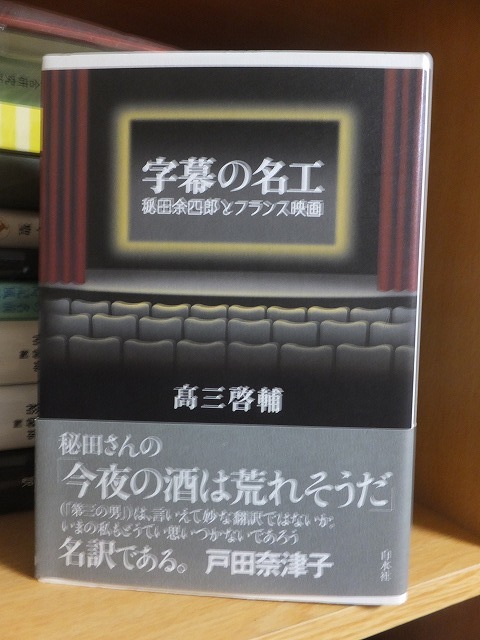 字幕の名工
秘田余四郎とフランス映画
高三啓輔
秘田さんの
「今夜の酒は荒れそうだ」
(『第三の男』)は、言いえて妙な翻訳ではないか。
いまの私もとうてい思いつかないであろう
名訳である。 戸田奈津子
白水社